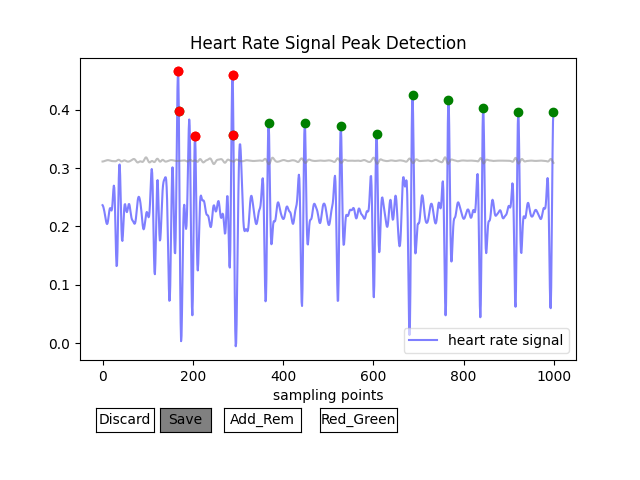 Heart Rate Signal Peak Detection
0.4
0.3
0.2
0.1
0.0
heart rate signal
0 200 400 600 800 1000
sampling points
Discard Save Add_Rem Red_Green